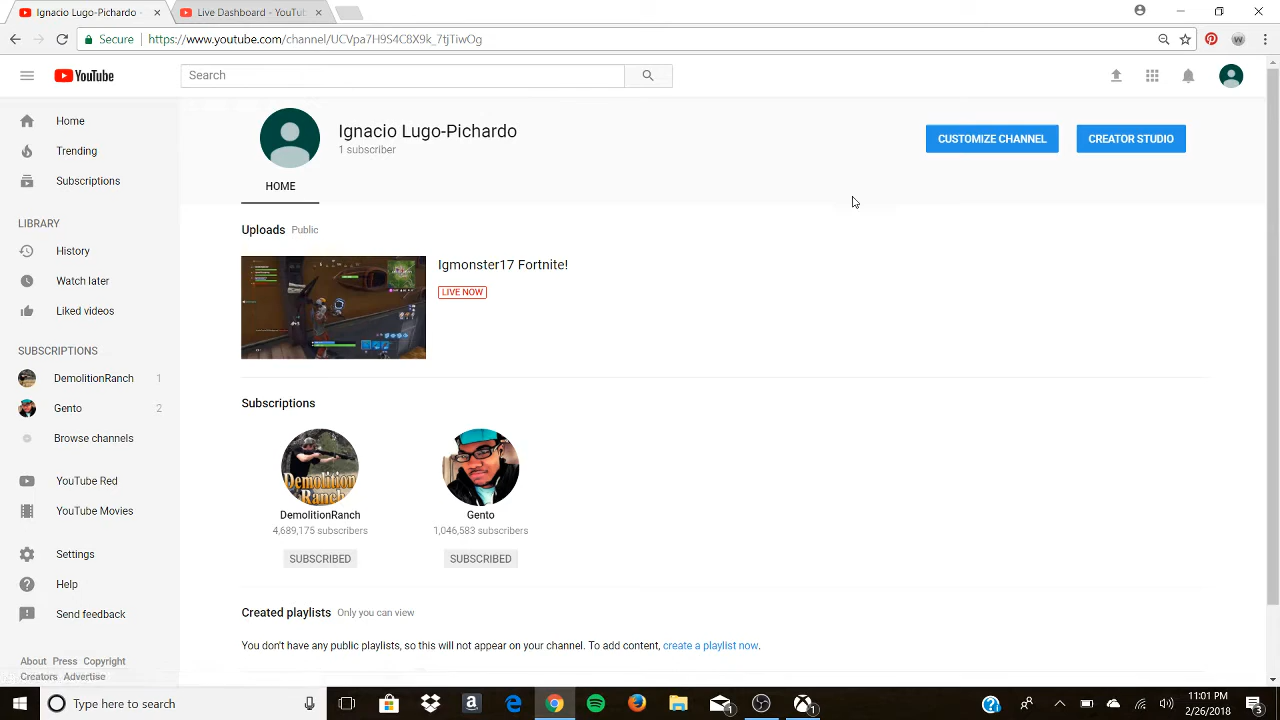 Ignacio Lugo-Pichardo -
Live Dashboard - YouTub
Secure
https://www.youtube.com/channel/UCVpa7H9S4C8X9k_7tjTiwOg
YouTube
Search
Ignacio Lugo-Pichardo
1 subscriber
CUSTOMIZE CHANNEL
CREATOR STUDIO
HOME
Home
Trending
Subscriptions
LIBRARY
History
Watch later
Liked videos
SUBSCRIPTIONS
DemolitionRanch 1
Gento 2
Browse channels
YouTube Red
YouTube Movies
Settings
Help
Send feedback
About Press Copyright
Creators Advertise
Uploads Public
Igmonster17 Fortnite!
LIVE NOW
Subscriptions
Demolition
Ranch
DemolitionRanch
4,689,175 subscribers
SUBSCRIBED
Gento
1,046,583 subscribers
SUBSCRIBED
Created playlists Only you can view
You don't have any public playlists, so this will not appear on your channel. To add content, create a playlist now.
Type here to search
11:01 PM
2/26/2018